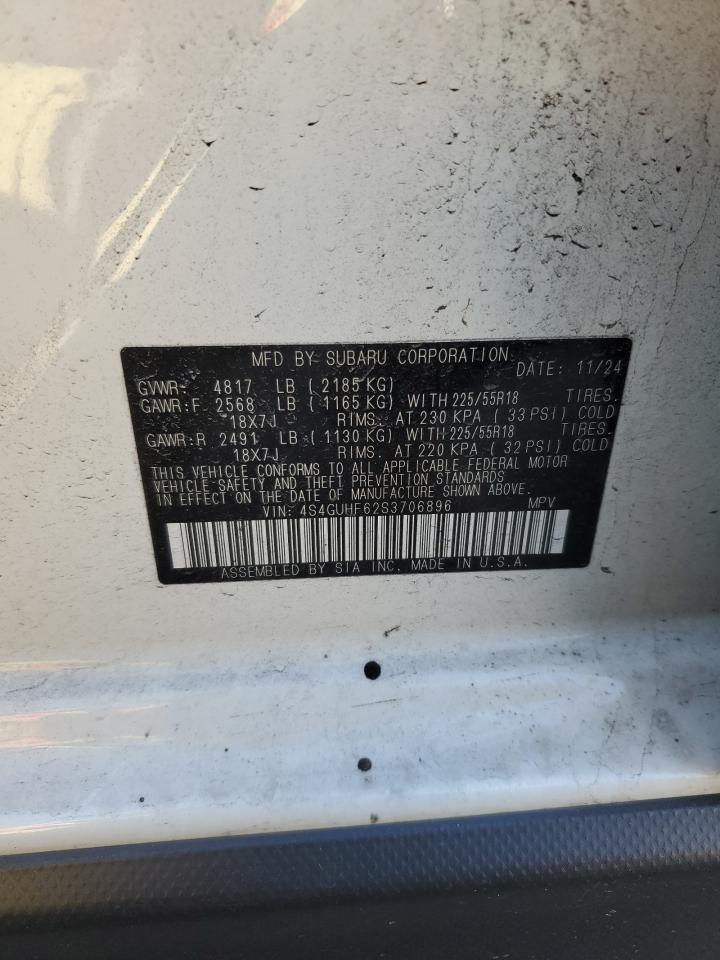 MFD BY SUBARU CORPORATION DATE: 11/24
GVWR: 4817 LB ( 2185 KG)
GAWR:F 2568 LB ( 1165 KG) WITH 225/55R18 TIRES.
18X7J RIMS. AT 230 KPA ( 33 PSI) COLD
GAWR:R 2491 LB ( 1130 KG) WITH 225/55R18 TIRES.
18X7J RIMS. AT 220 KPA ( 32 PSI) COLD
THIS VEHICLE CONFORMS TO ALL APPLICABLE FEDERAL MOTOR
VEHICLE SAFETY AND THEFT PREVENTION STANDARDS
IN EFFECT ON THE DATE OF MANUFACTURE SHOWN ABOVE.
VIN: 4S4GUHF62S3706896 MPV
ASSEMBLED BY SIA INC. MADE IN U.S.A.